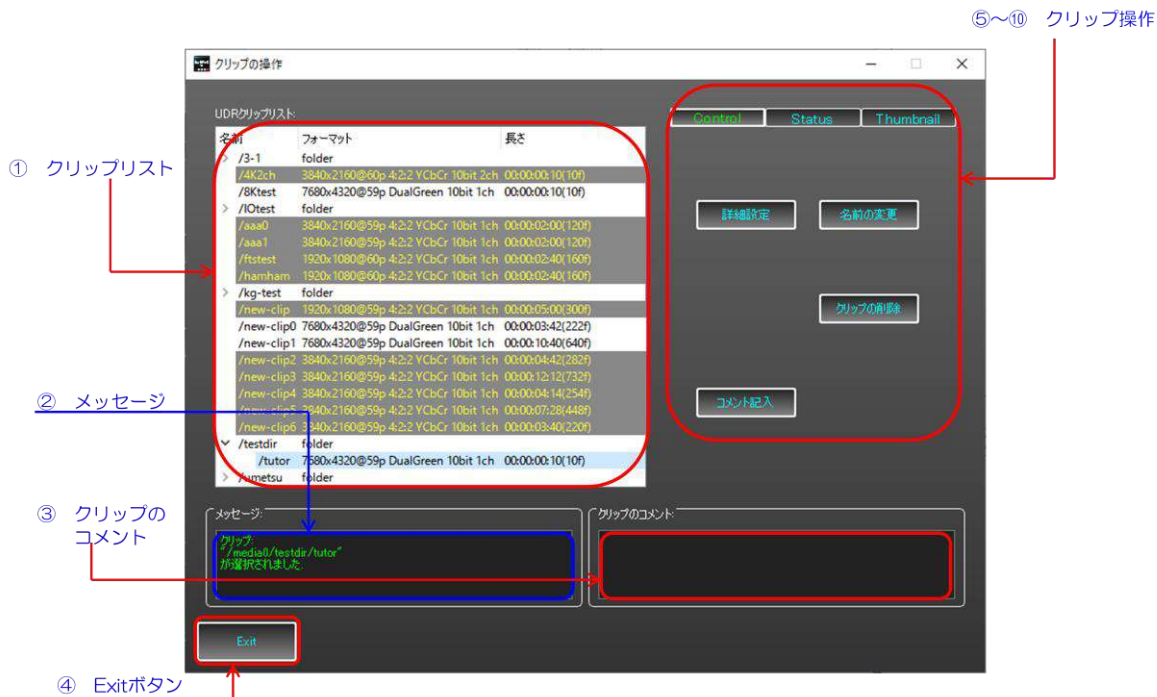 ⑤～⑩ クリップ操作
クリップの操作
UDRクリップリスト:
Control Status Thumbnail
名前 フォーマット 長さ
① クリップリスト
/3-1 folder
/4K2ch 3840x2160@60p 4:2:2 YCbCr 10bit 2ch 00:00:00:10(10f)
/8Ktest 7680x4320@59p DualGreen 10bit 1ch 00:00:00:10(10f)
/IOtest folder
/aaa0 3840x2160@59p 4:2:2 YCbCr 10bit 1ch 00:00:02:00(120f)
/aaa1 3840x2160@59p 4:2:2 YCbCr 10bit 1ch 00:00:02:00(120f)
/ftstest 1920x1080@60p 4:2:2 YCbCr 10bit 1ch 00:00:02:40(160f)
/hamham 1920x1080@60p 4:2:2 YCbCr 10bit 1ch 00:00:02:40(160f)
/kg-test folder
/new-clip 1920x1080@59p 4:2:2 YCbCr 10bit 1ch 00:00:05:00(300f)
/new-clip0 7680x4320@59p DualGreen 10bit 1ch 00:00:03:42(222f)
/new-clip1 7680x4320@59p DualGreen 10bit 1ch 00:00:10:40(640f)
/new-clip2 3840x2160@59p 4:2:2 YCbCr 10bit 1ch 00:00:04:42(282f)
/new-clip3 3840x2160@59p 4:2:2 YCbCr 10bit 1ch 00:00:12:12(732f)
/new-clip4 3840x2160@59p 4:2:2 YCbCr 10bit 1ch 00:00:04:14(254f)
/new-clip5 3840x2160@59p 4:2:2 YCbCr 10bit 1ch 00:00:07:28(448f)
/new-clip6 3840x2160@59p 4:2:2 YCbCr 10bit 1ch 00:00:03:40(220f)
/testdir folder
/tutor 7680x4320@59p DualGreen 10bit 1ch 00:00:00:10(10f)
/umetsu folder
詳細設定 名前の変更
クリップの削除
コメント記入
② メッセージ
③ クリップの
コメント
メッセージ:
クリップ:
"/media0/testdir/tutor"
が選択されました.
クリップのコメント:
Exit
④ Exitボタン